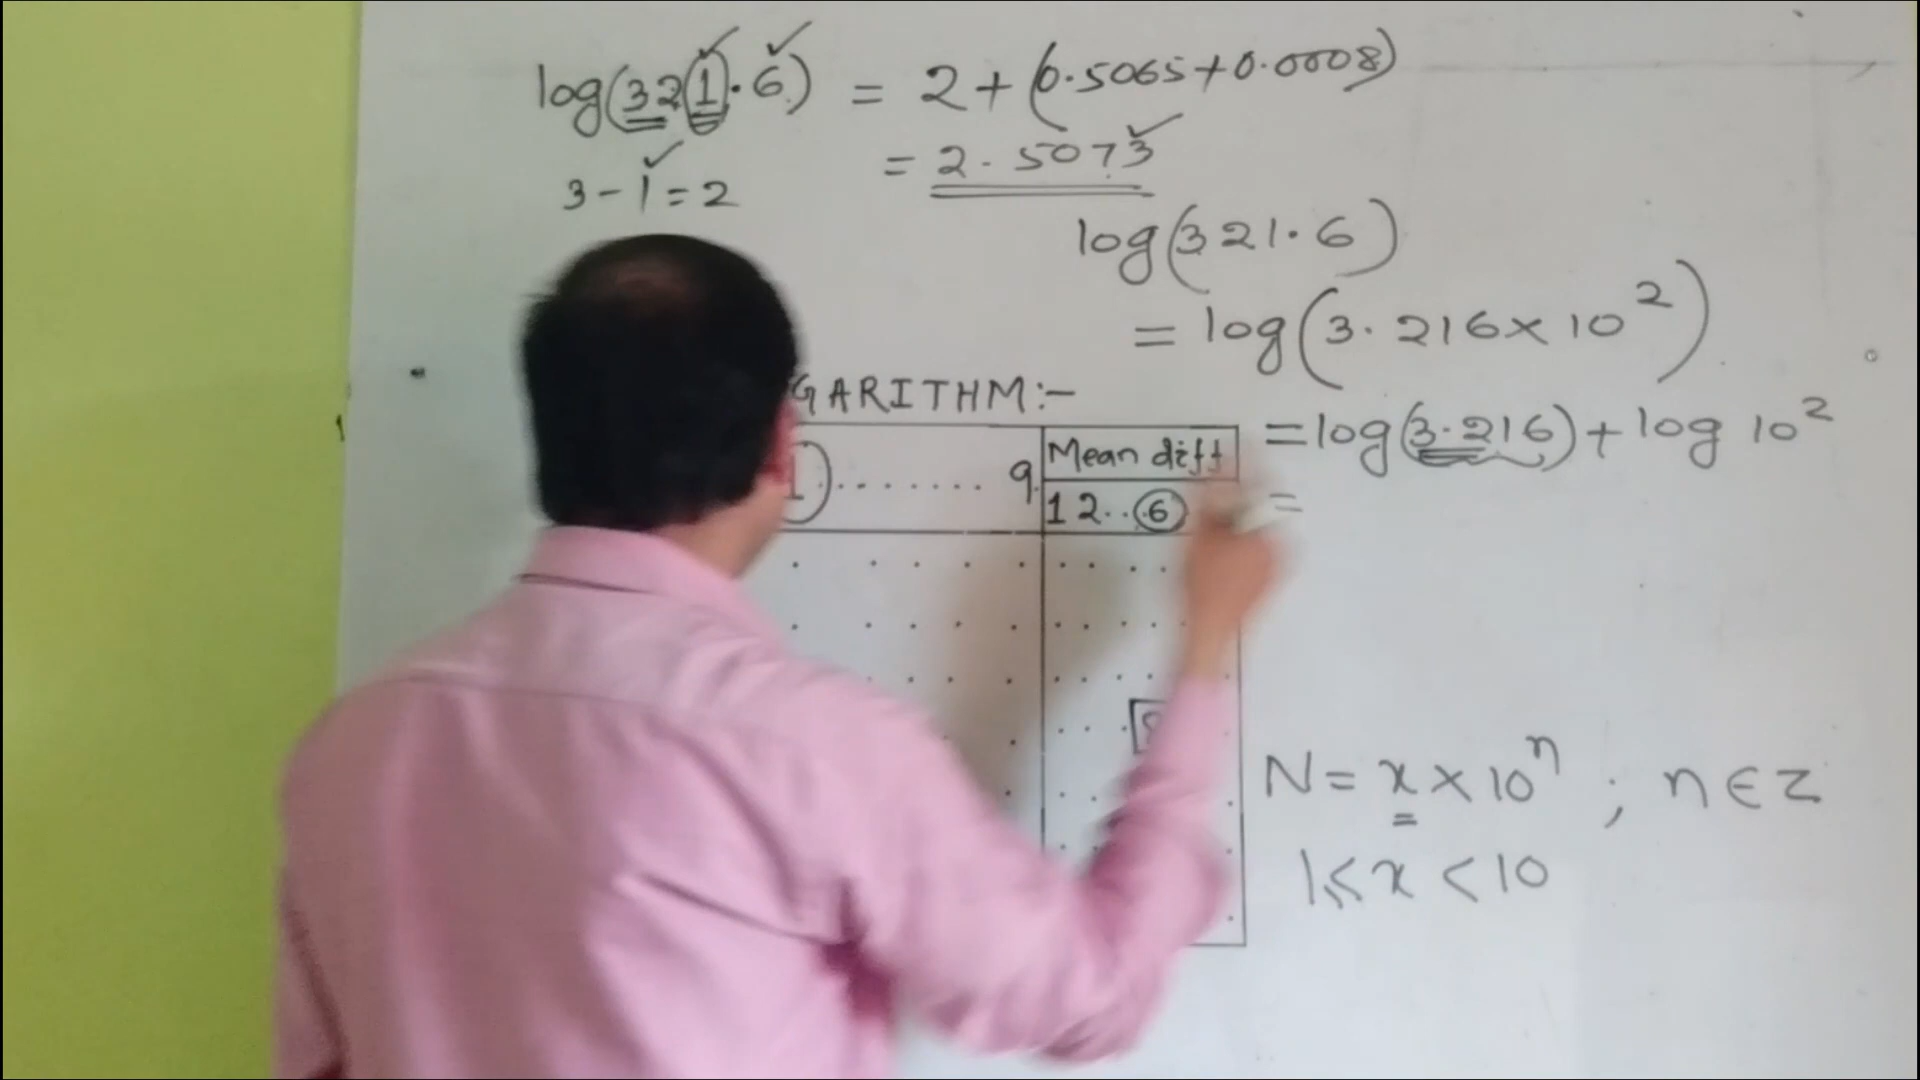 log(321.6) = 2+(0.5065+0.0008)
3-1=2
= 2.5073
log(321.6)
= log(3.216×10²)
GARITHM:-
=log(3.216)+log 10²
1 ........ 9
Mean diff
12..6
=
8
N=x×10ⁿ ; n∈Z
1≤x<10